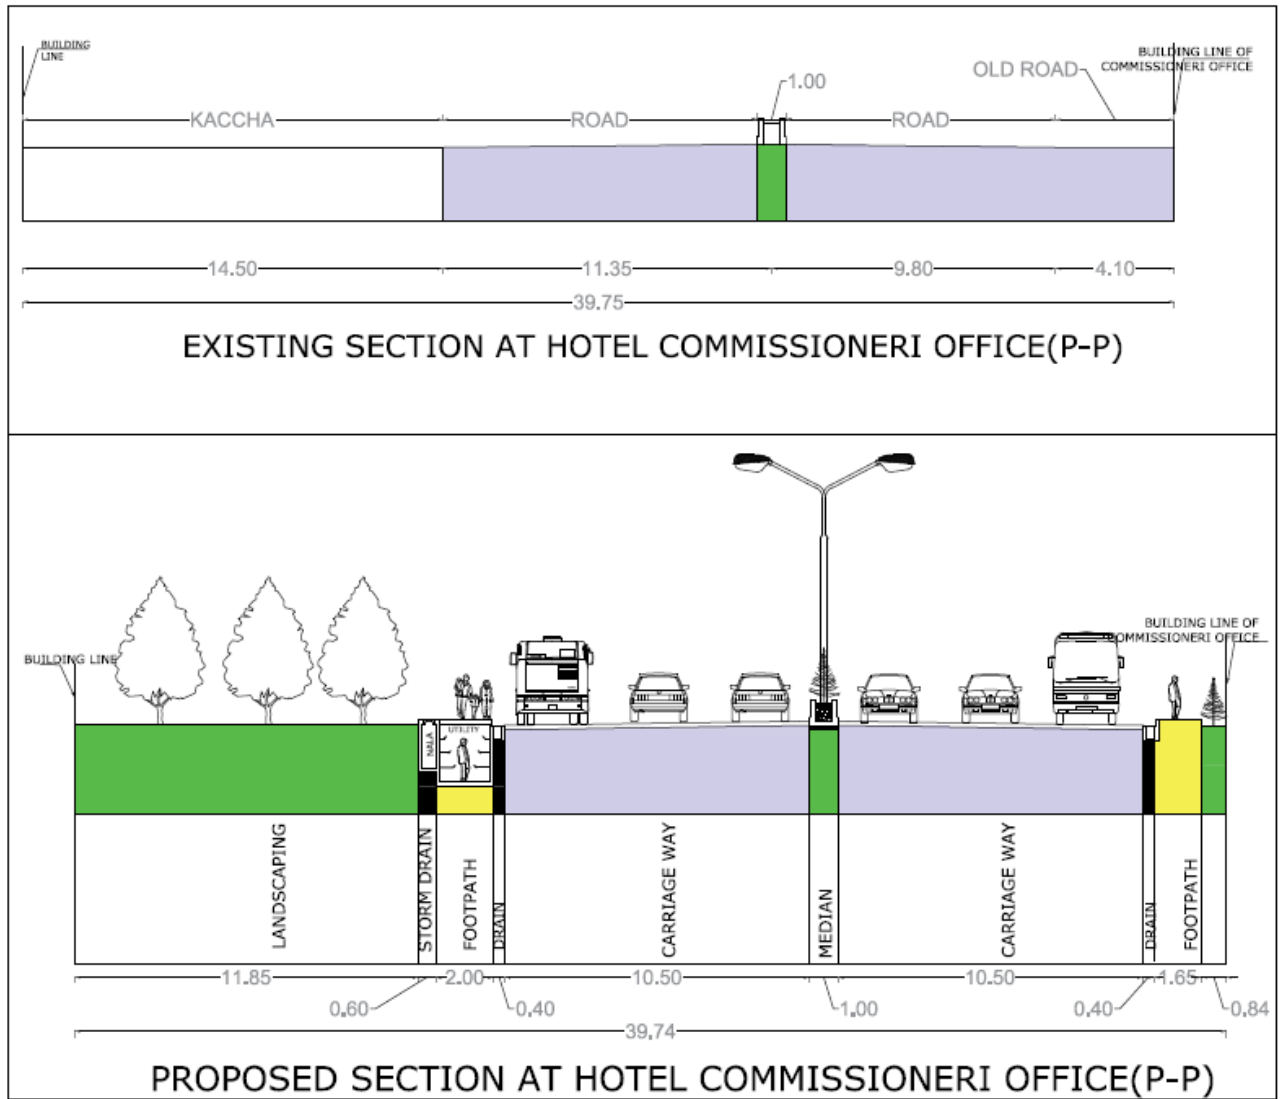 BUILDING
LINE
BUILDING LINE OF
COMMISSIONERI OFFICE
OLD ROAD
1.00
KACCHA
ROAD
ROAD
14.50
11.35
9.80
4.10
39.75
EXISTING SECTION AT HOTEL COMMISSIONERI OFFICE(P-P)
BUILDING LINE OF
COMMISSIONERI OFFICE
BUILDING LINE
NALA
UTILITY
LANDSCAPING
STORM DRAIN
FOOTPATH
DRAIN
CARRIAGE WAY
MEDIAN
CARRIAGE WAY
DRAIN
FOOTPATH
11.85
2.00
10.50
10.50
1.65
0.60
0.40
1.00
0.40
0.84
39.74
PROPOSED SECTION AT HOTEL COMMISSIONERI OFFICE(P-P)